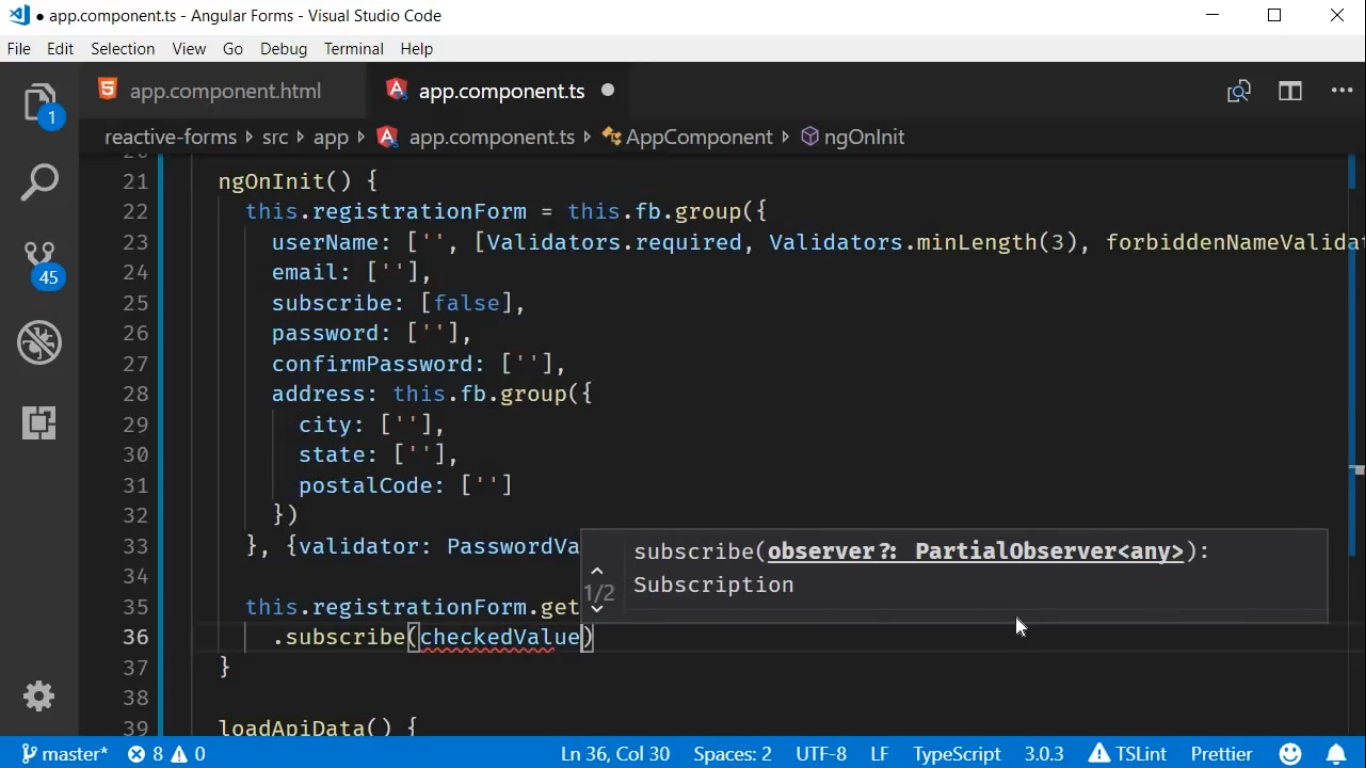 ● app.component.ts - Angular Forms - Visual Studio Code
File Edit Selection View Go Debug Terminal Help
app.component.html app.component.ts
reactive-forms src app app.component.ts AppComponent ngOnInit
1
45
20
21 ngOnInit() {
22 this.registrationForm = this.fb.group({
23 userName: ['', [Validators.required, Validators.minLength(3), forbiddenNameValida
24 email: [''],
25 subscribe: [false],
26 password: [''],
27 confirmPassword: [''],
28 address: this.fb.group({
29 city: [''],
30 state: [''],
31 postalCode: ['']
32 })
33 }, {validator: PasswordVa
subscribe(observer?: PartialObserver<any>):
Subscription
1/2
34
35 this.registrationForm.get
36 .subscribe(checkedValue)
37 }
38
39 loadApiData() {
master* 8 0 Ln 36, Col 30 Spaces: 2 UTF-8 LF TypeScript 3.0.3 TSLint Prettier